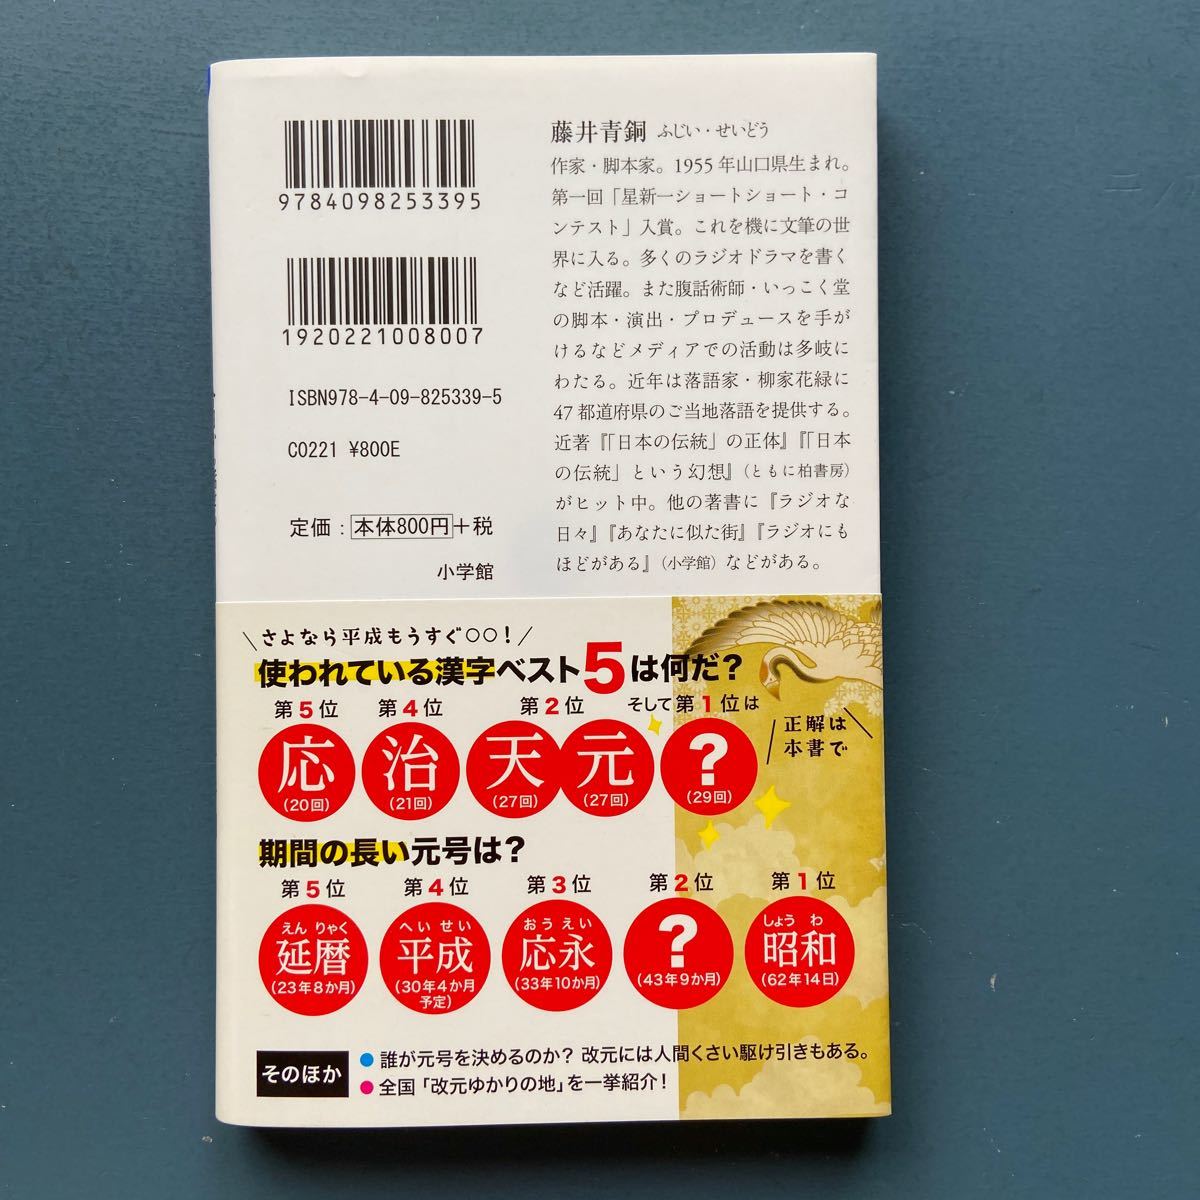 9784098253395
1920221008007
ISBN978-4-09-825339-5
C0221 ¥800E
定価：本体800円＋税
小学館
藤井青銅 ふじい・せいどう
作家・脚本家。1955年山口県生まれ。
第一回「星新一ショートショート・コ
ンテスト」入賞。これを機に文筆の世
界に入る。多くのラジオドラマを書く
など活躍。また腹話術師・いっこく堂
の脚本・演出・プロデュースを手が
けるなどメディアでの活動は多岐に
わたる。近年は落語家・柳家花緑に
47都道府県のご当地落語を提供する。
近著『「日本の伝統」の正体』『「日本
の伝統」という幻想』（ともに柏書房）
がヒット中。他の著書に『ラジオな
日々』『あなたに似た街』『ラジオにも
ほどがある』（小学館）などがある。
さよなら平成もうすぐ○○！
使われている漢字ベスト5は何だ？
第5位 第4位 第2位 そして第1位は
応 治 天 元 ？
(20回) (21回) (27回) (27回) (29回)
正解は
本書で
期間の長い元号は？
第5位 第4位 第3位 第2位 第1位
えんりゃく へいせい おうえい しょうわ
延暦 平成 応永 ？ 昭和
(23年8か月) (30年4か月 (33年10か月) (43年9か月) (62年14日)
予定)
そのほか
●誰が元号を決めるのか？ 改元には人間くさい駆け引きもある。
●全国「改元ゆかりの地」を一挙紹介！